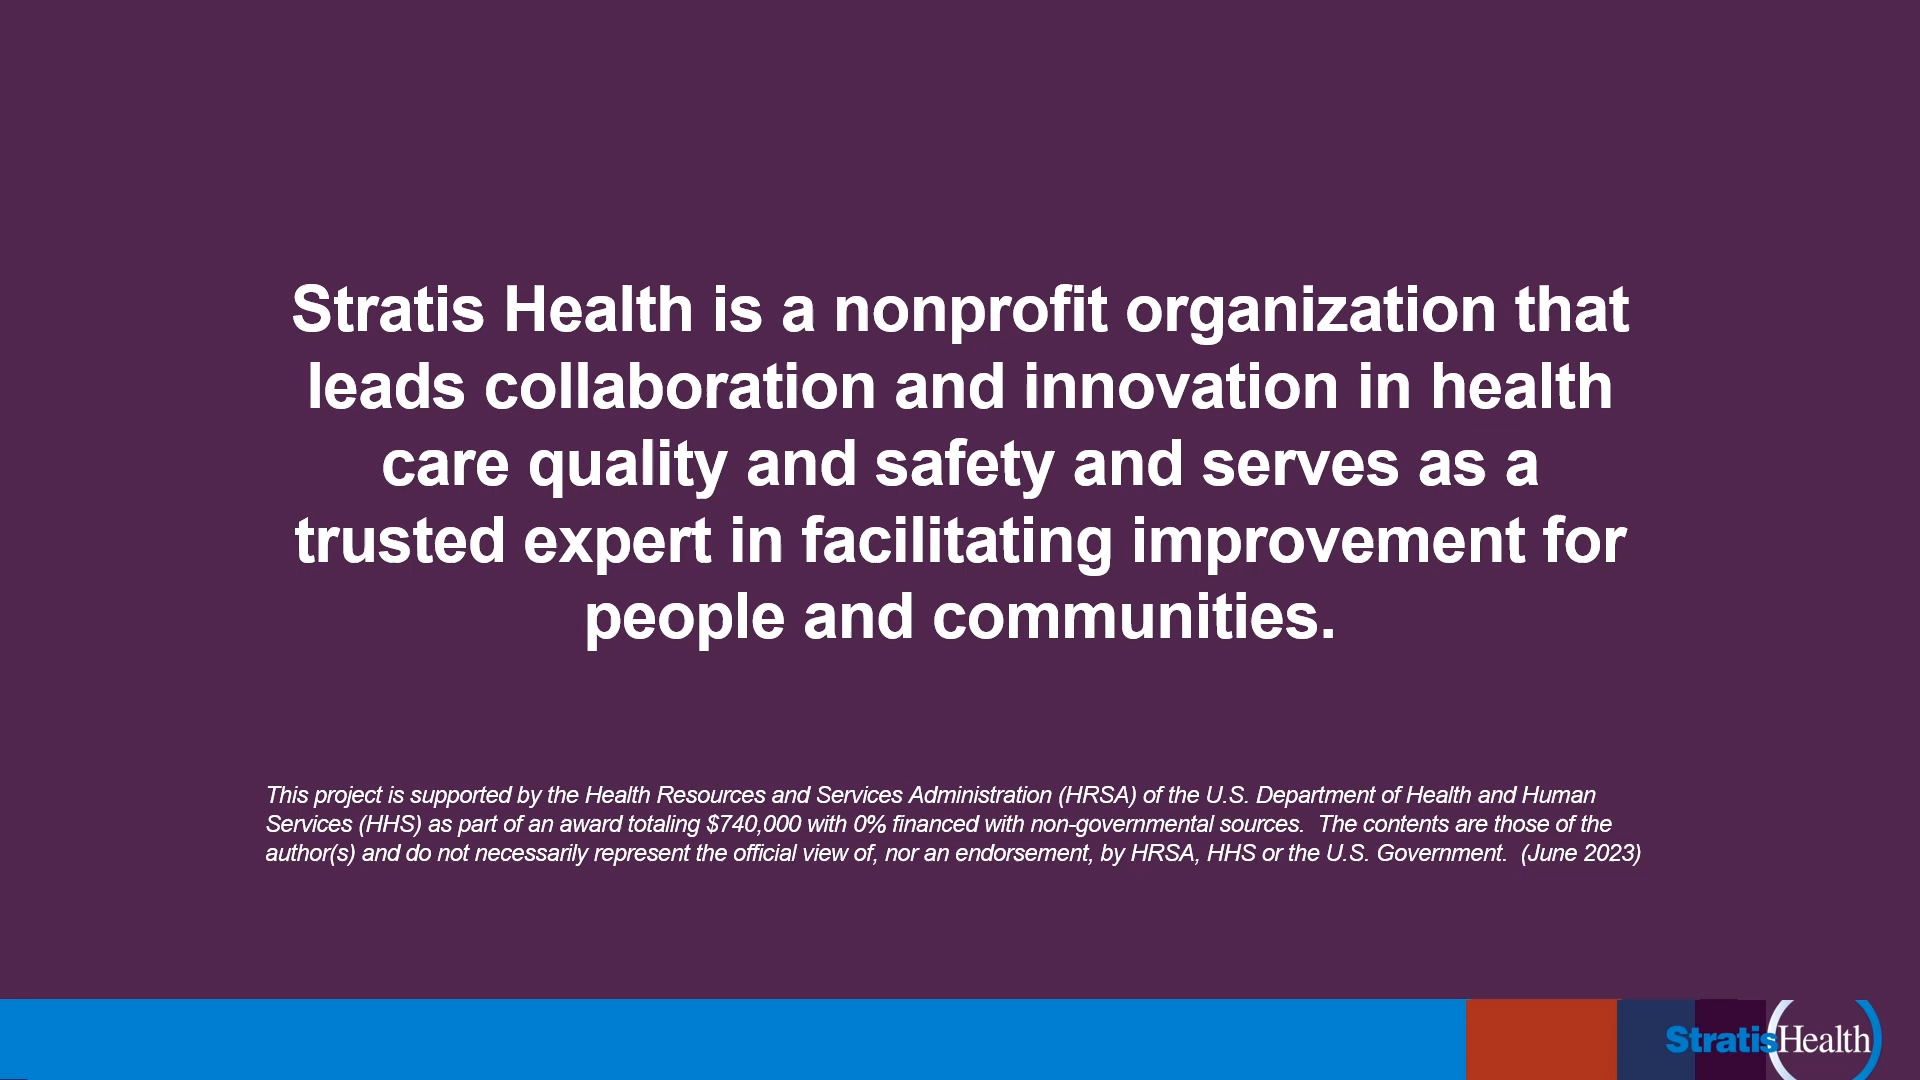 Stratis Health is a nonprofit organization that
leads collaboration and innovation in health
care quality and safety and serves as a
trusted expert in facilitating improvement for
people and communities.
This project is supported by the Health Resources and Services Administration (HRSA) of the U.S. Department of Health and Human
Services (HHS) as part of an award totaling $740,000 with 0% financed with non-governmental sources.  The contents are those of the
author(s) and do not necessarily represent the official view of, nor an endorsement, by HRSA, HHS or the U.S. Government.  (June 2023)
StratisHealth